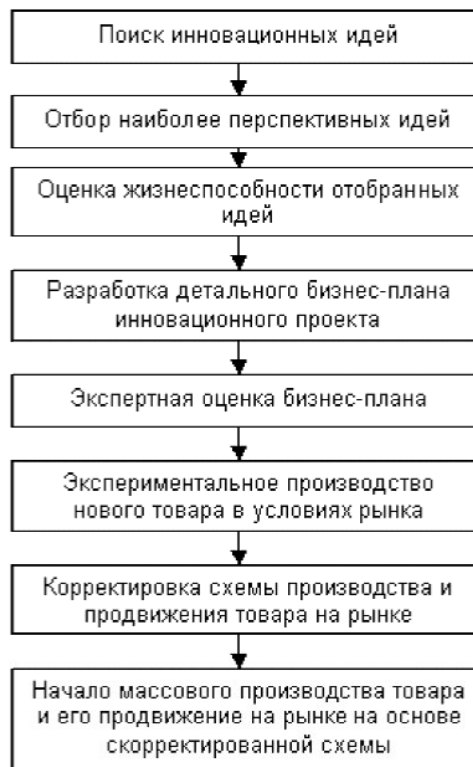 Поиск инновационных идей
Отбор наиболее перспективных идей
Оценка жизнеспособности отобранных
идей
Разработка детального бизнес-плана
инновационного проекта
Экспертная оценка бизнес-плана
Экспериментальное производство
нового товара в условиях рынка
Корректировка схемы производства и
продвижения товара на рынке
Начало массового производства товара
и его продвижение на рынке на основе
скорректированной схемы